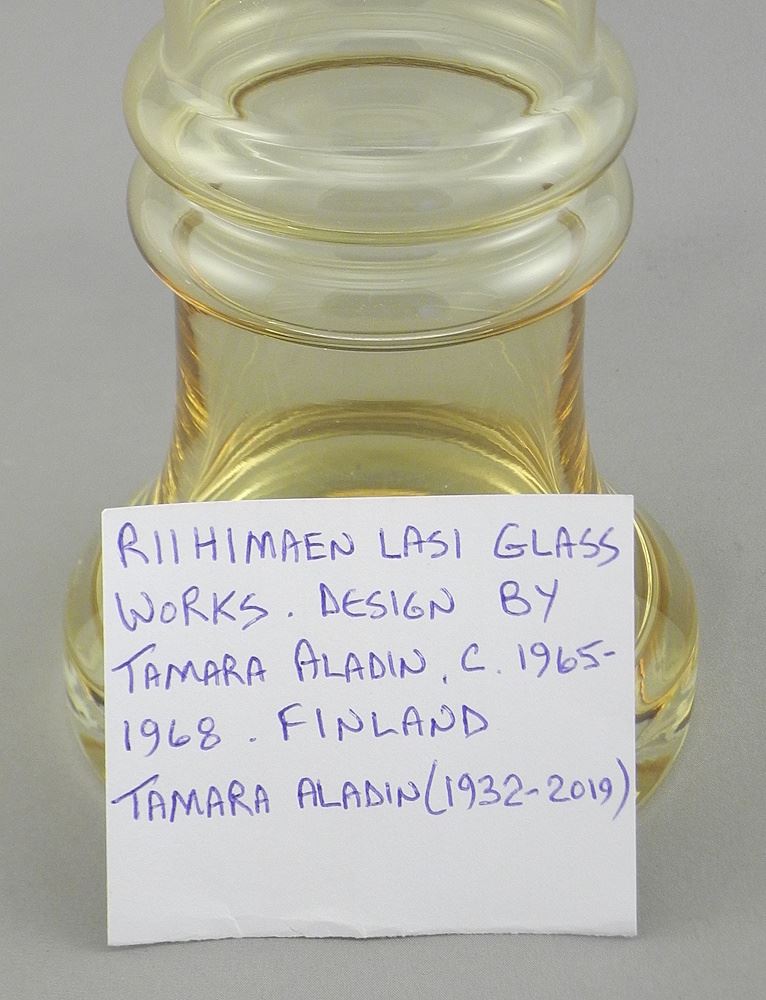 RIIHIMAEN LASI GLASS
WORKS. DESIGN BY
TAMARA ALADIN, C. 1965-
1968. FINLAND
TAMARA ALADIN (1932-2019)